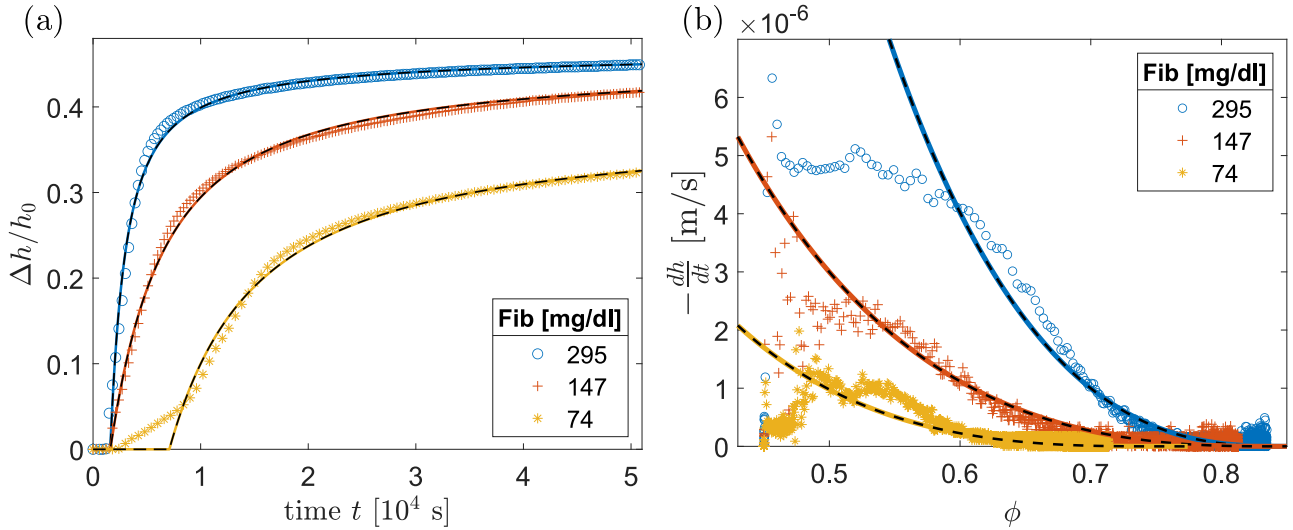 (a)
Δh/h₀
0.4
0.3
0.2
0.1
0
0 1 2 3 4 5
time t [10⁴ s]
Fib [mg/dl]
295
147
74
(b)
×10⁻⁶
−dh/dt [m/s]
6
5
4
3
2
1
0
0.5 0.6 0.7 0.8
ϕ
Fib [mg/dl]
295
147
74